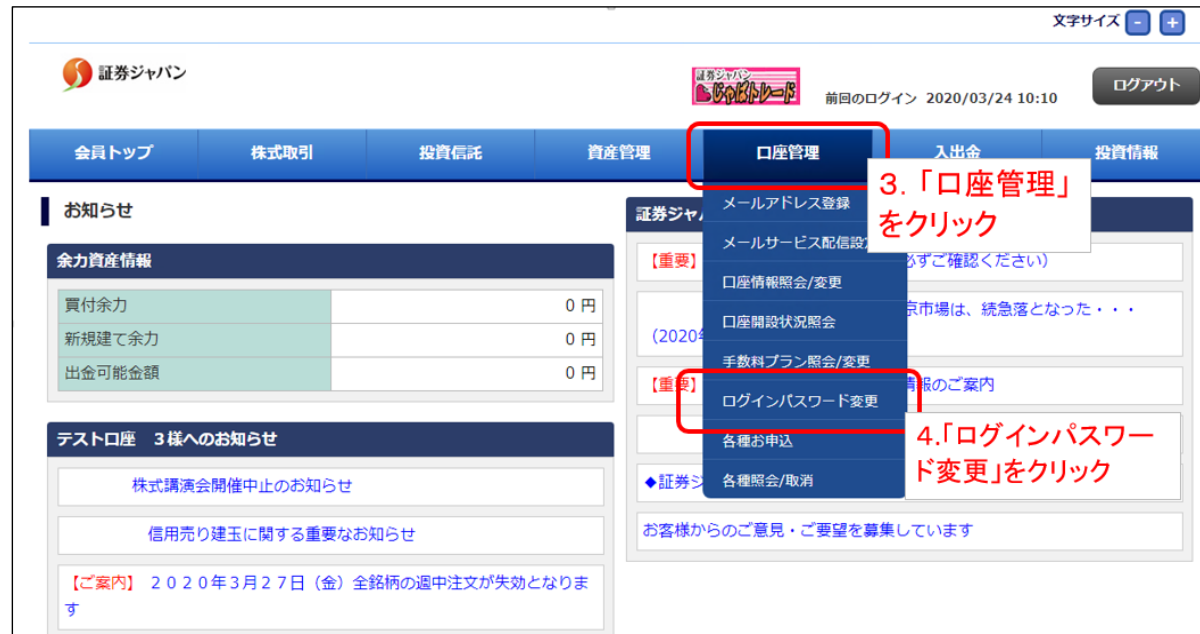 文字サイズ - +
証券ジャパン
証券ジャパン
じゃぱトレード
前回のログイン 2020/03/24 10:10
ログアウト
会員トップ 株式取引 投資信託 資産管理 口座管理 入出金 投資情報
3.「口座管理」
をクリック
メールアドレス登録
メールサービス配信設
口座情報照会/変更
口座開設状況照会
手数料プラン照会/変更
ログインパスワード変更
各種お申込
各種照会/取消
4.「ログインパスワー
ド変更」をクリック
お知らせ
余力資産情報
買付余力 0 円
新規建て余力 0 円
出金可能金額 0 円
テストロ座 3様へのお知らせ
株式講演会開催中止のお知らせ
信用売り建玉に関する重要なお知らせ
【ご案内】 2020年3月27日（金）全銘柄の週中注文が失効となりま
す
証券ジャ
【重要】 必ずご確認ください）
京市場は、続急落となった・・・
（2020
【重要】 情報のご案内
◆証券ジ
お客様からのご意見・ご要望を募集しています